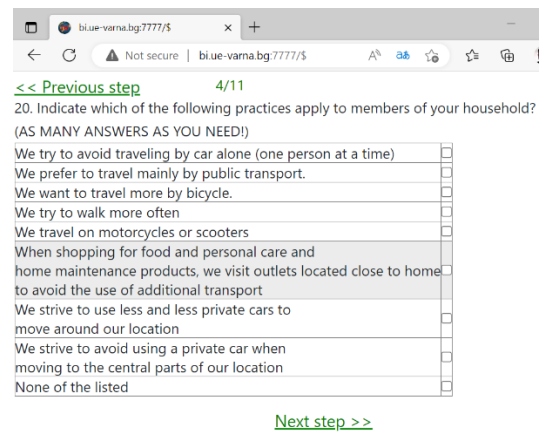 bi.ue-varna.bg:7777/$
Not secure | bi.ue-varna.bg:7777/$
<< Previous step 4/11
20. Indicate which of the following practices apply to members of your household?
(AS MANY ANSWERS AS YOU NEED!)
We try to avoid traveling by car alone (one person at a time)
We prefer to travel mainly by public transport.
We want to travel more by bicycle.
We try to walk more often
We travel on motorcycles or scooters
When shopping for food and personal care and
home maintenance products, we visit outlets located close to home
to avoid the use of additional transport
We strive to use less and less private cars to
move around our location
We strive to avoid using a private car when
moving to the central parts of our location
None of the listed
Next step >>